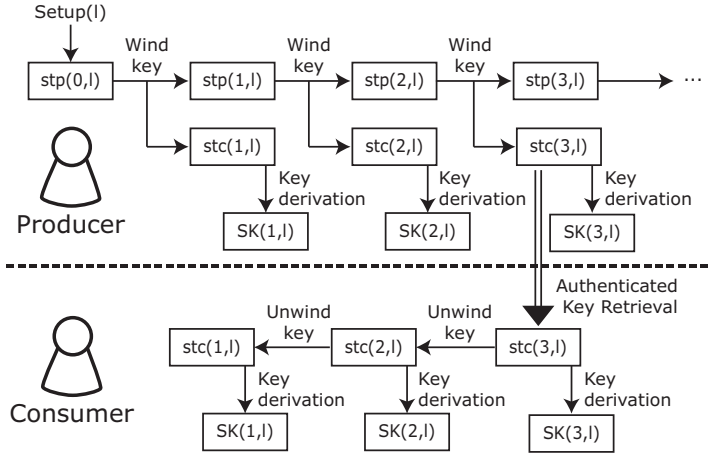 Setup(l)
Wind key
Wind key
Wind key
stp(0,l)
stp(1,l)
stp(2,l)
stp(3,l)
...
stc(1,l)
stc(2,l)
stc(3,l)
Key derivation
Key derivation
Key derivation
Producer
SK(1,l)
SK(2,l)
SK(3,l)
Authenticated
Key Retrieval
Unwind key
Unwind key
stc(1,l)
stc(2,l)
stc(3,l)
Key derivation
Key derivation
Key derivation
Consumer
SK(1,l)
SK(2,l)
SK(3,l)